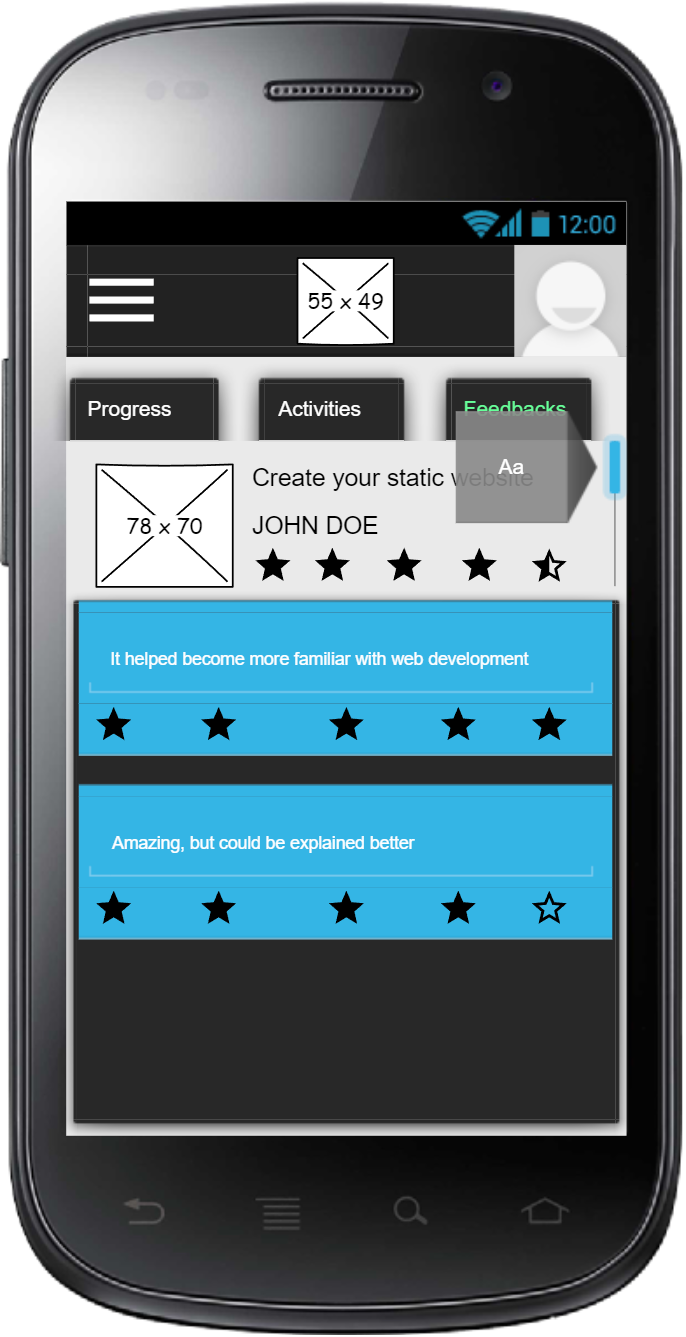 12:00
55 x 49
Progress Activities Feedbacks
Aa
Create your static website
78 x 70
JOHN DOE
It helped become more familiar with web development
Amazing, but could be explained better